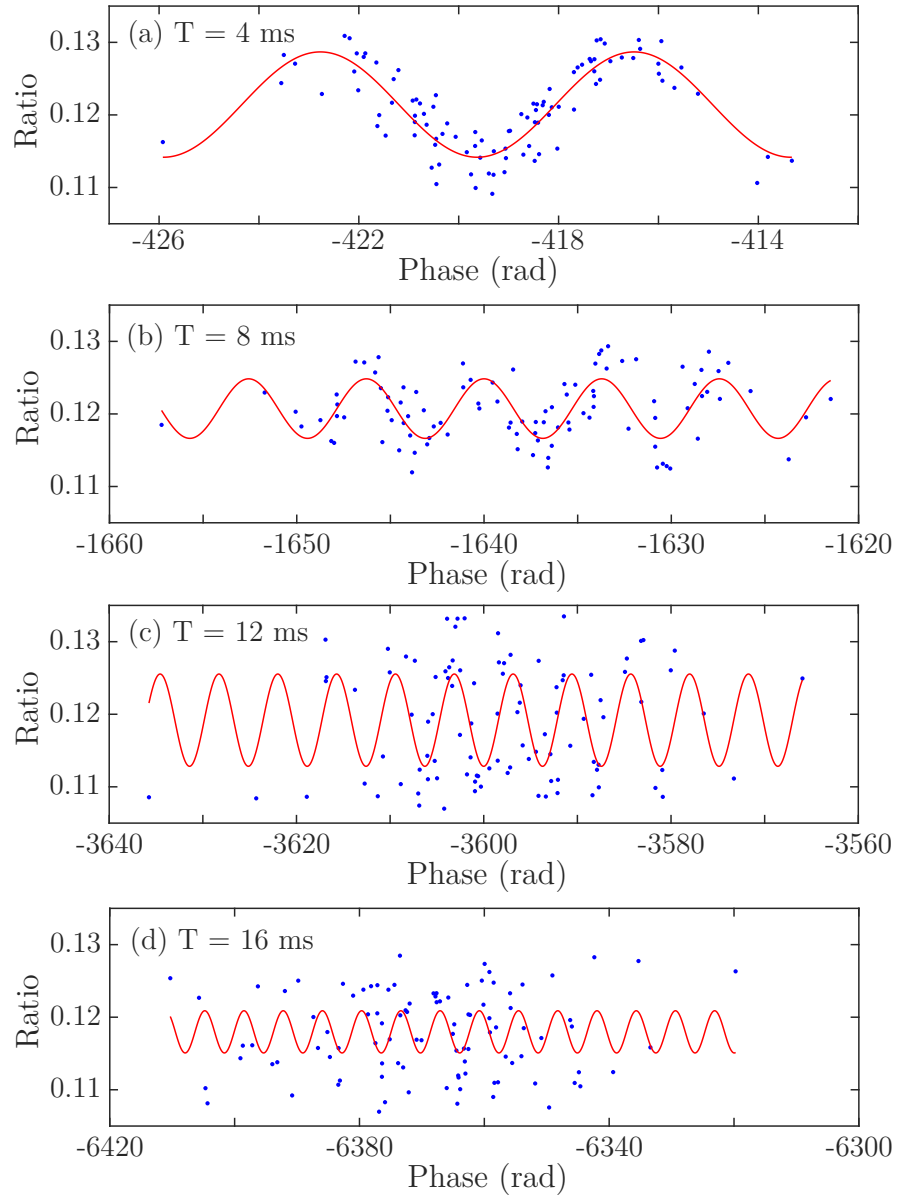 (a) T = 4 ms
0.13
0.12
0.11
Ratio
-426 -422 -418 -414
Phase (rad)
(b) T = 8 ms
0.13
0.12
0.11
Ratio
-1660 -1650 -1640 -1630 -1620
Phase (rad)
(c) T = 12 ms
0.13
0.12
0.11
Ratio
-3640 -3620 -3600 -3580 -3560
Phase (rad)
(d) T = 16 ms
0.13
0.12
0.11
Ratio
-6420 -6380 -6340 -6300
Phase (rad)